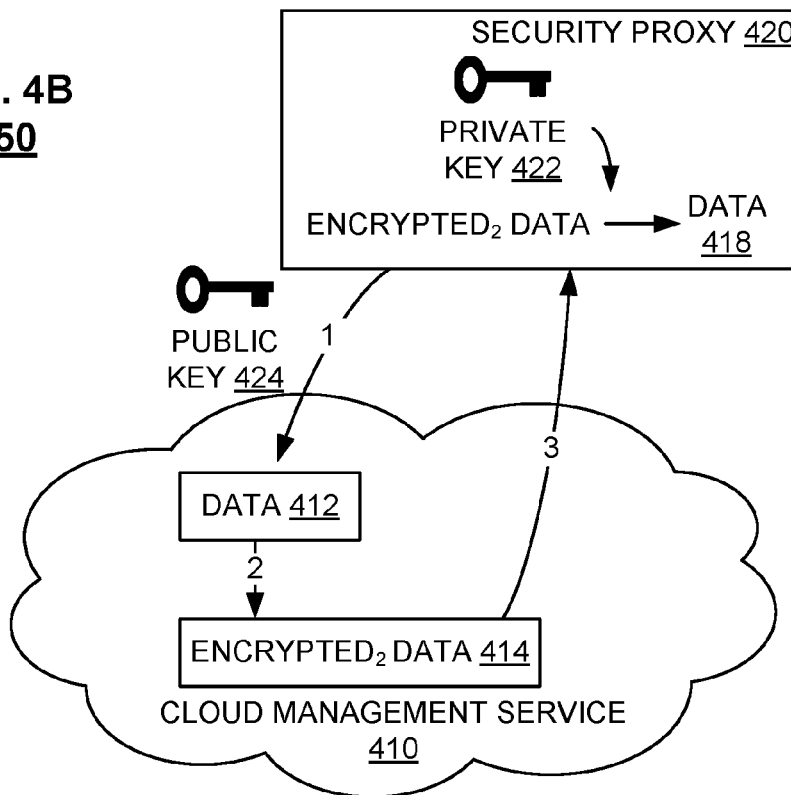 SECURITY PROXY 420
. 4B
50
PRIVATE
KEY 422
ENCRYPTED₂ DATA
DATA
418
PUBLIC
KEY 424
1
3
DATA 412
2
ENCRYPTED₂ DATA 414
CLOUD MANAGEMENT SERVICE
410